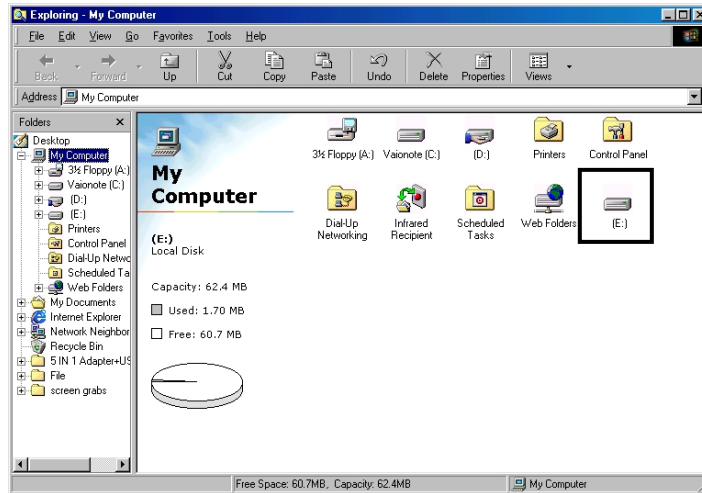 Exploring - My Computer
File Edit View Go Favorites Tools Help
Back Forward Up Cut Copy Paste Undo Delete Properties Views
Address My Computer
Folders x
Desktop
My Computer
3½ Floppy (A:)
Vaionote (C:)
(D:)
(E:)
Printers
Control Panel
Dial-Up Netwo
Scheduled Ta
Web Folders
My Documents
Internet Explorer
Network Neighbor
Recycle Bin
5 IN 1 Adapter+US
File
screen grabs
My
Computer
(E:)
Local Disk
Capacity: 62.4 MB
Used: 1.70 MB
Free: 60.7 MB
3½ Floppy (A:) Vaionote (C:) (D:) Printers Control Panel
Dial-Up Networking Infrared Recipient Scheduled Tasks Web Folders (E:)
Free Space: 60.7MB, Capacity: 62.4MB My Computer